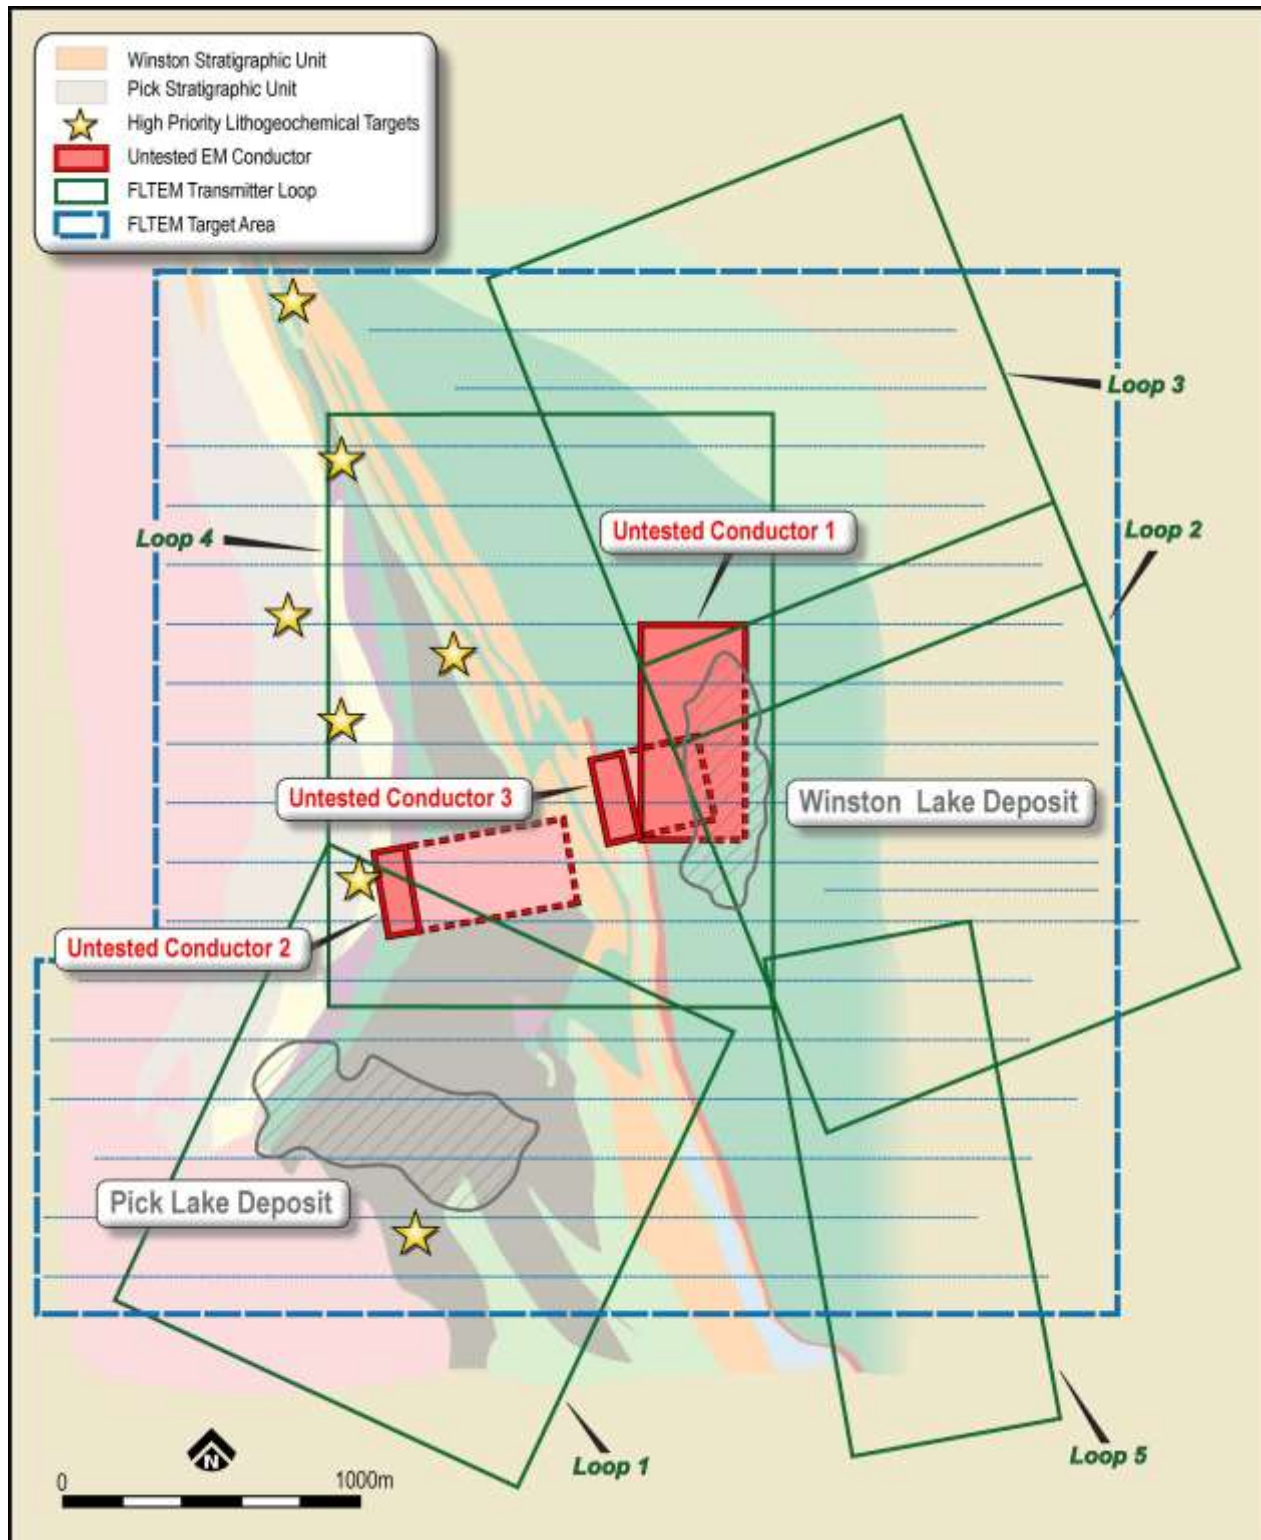 Winston Stratigraphic Unit
Pick Stratigraphic Unit
High Priority Lithogeochemical Targets
Untested EM Conductor
FLTEM Transmitter Loop
FLTEM Target Area
Loop 3
Untested Conductor 1
Loop 2
Loop 4
Untested Conductor 3
Winston Lake Deposit
Untested Conductor 2
Pick Lake Deposit
Loop 1
Loop 5
N
0
1000m